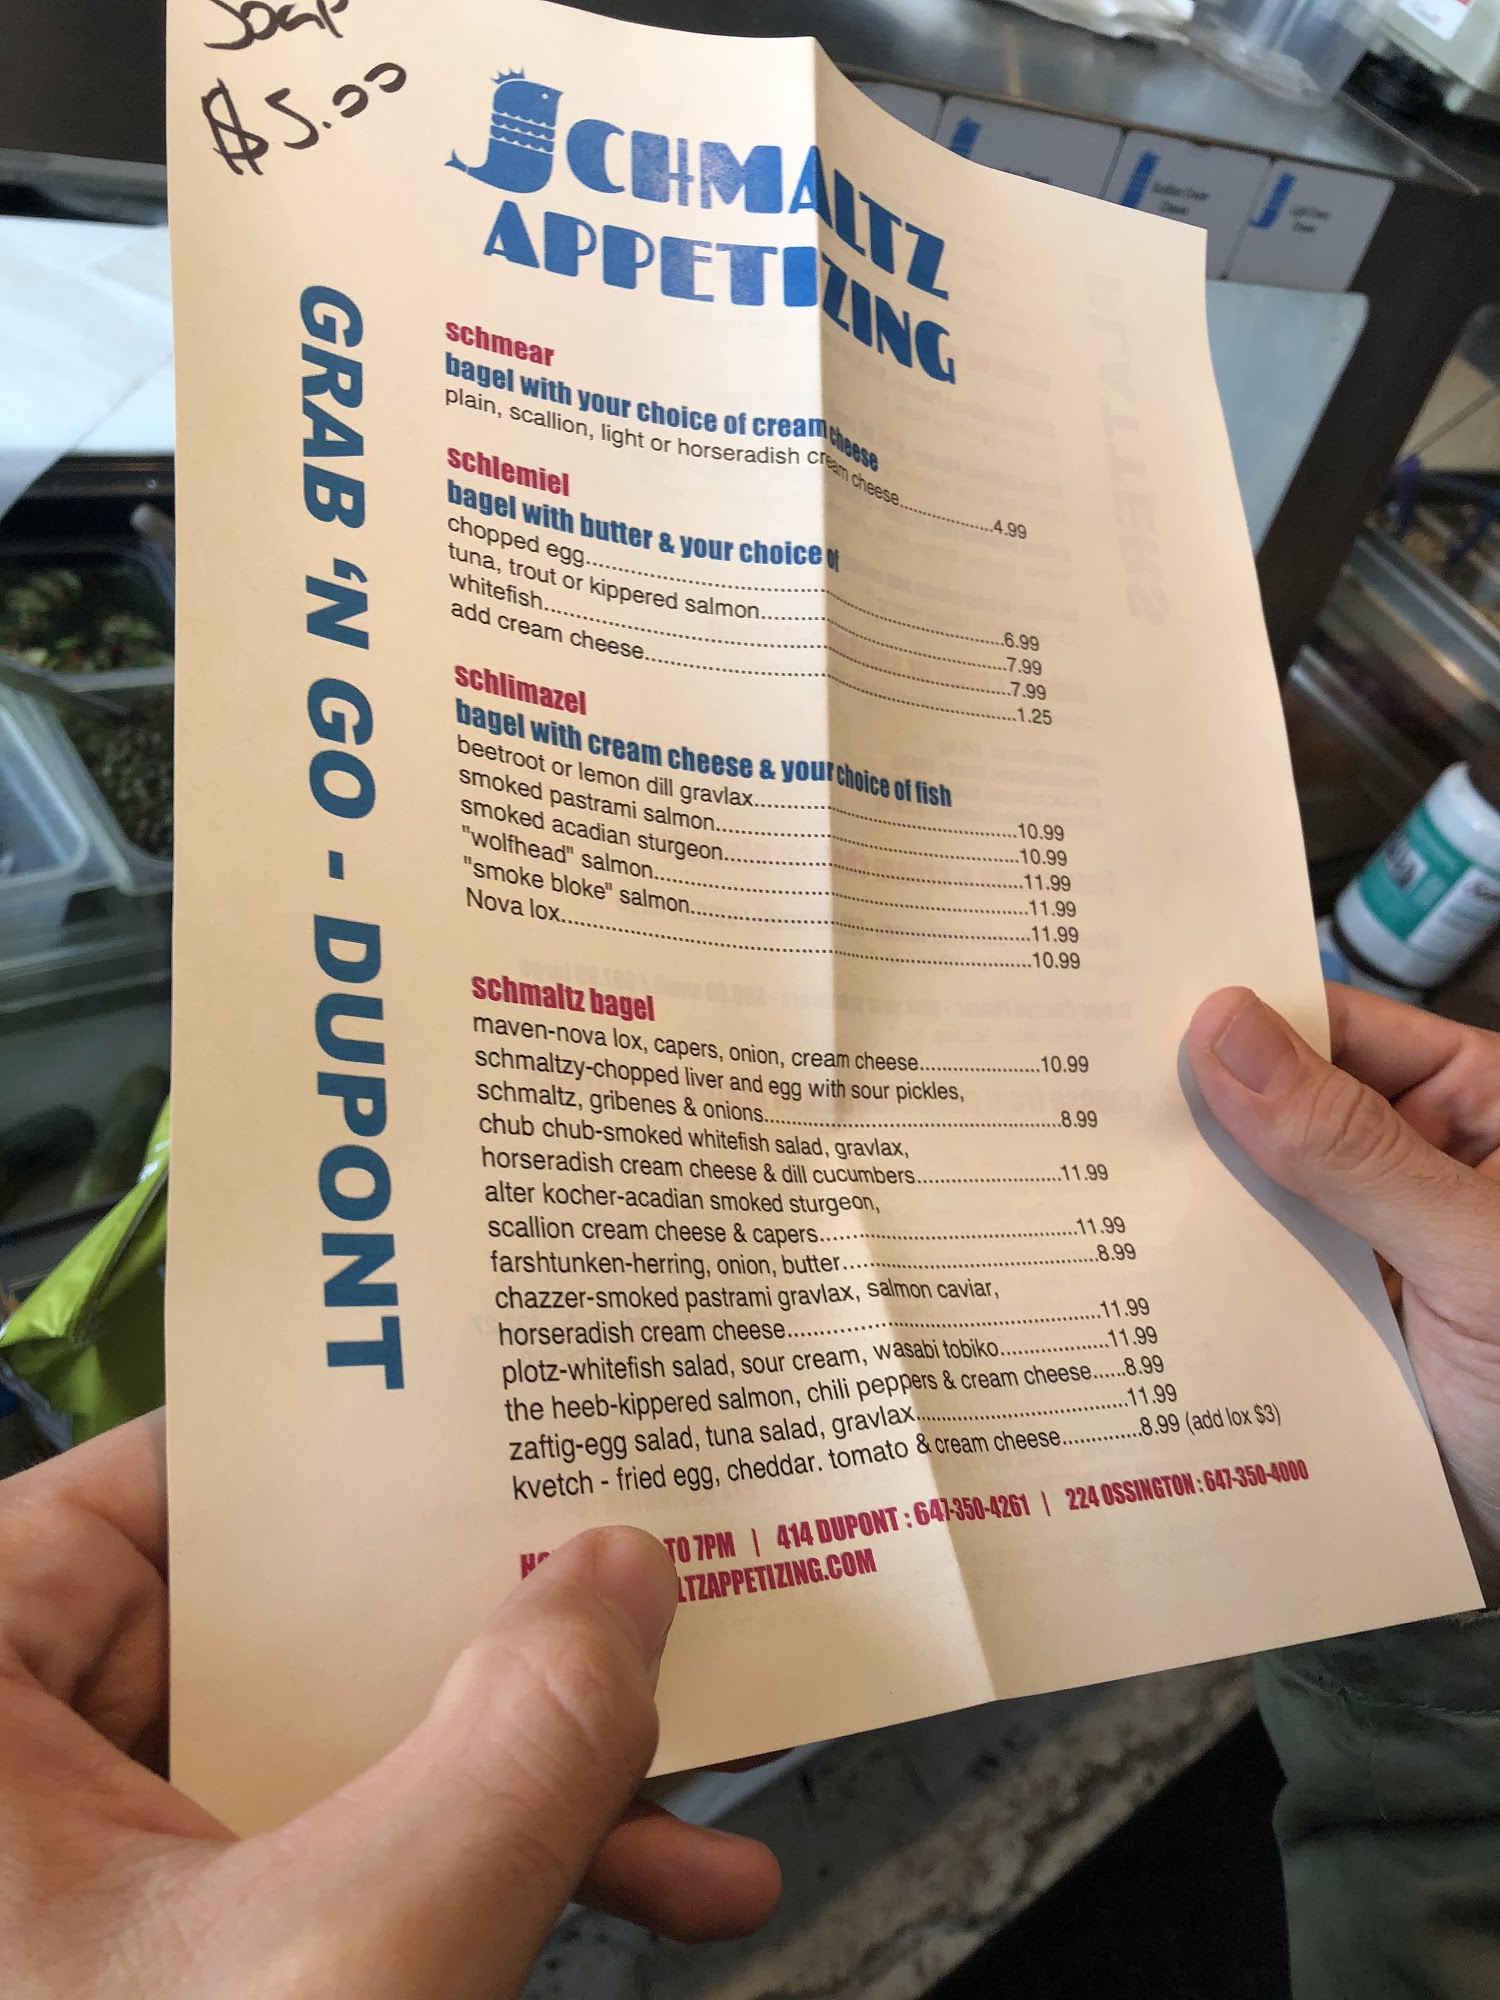 $5.00
SCHMALTZ
APPETIZING
GRAB 'N GO - DUPONT
schmear
bagel with your choice of cream cheese
plain, scallion, light or horseradish cream cheese....................4.99
schlemiel
bagel with butter & your choice of
chopped egg....................6.99
tuna, trout or kippered salmon....................7.99
whitefish....................7.99
add cream cheese....................1.25
schlimazel
bagel with cream cheese & your choice of fish
beetroot or lemon dill gravlax....................10.99
smoked pastrami salmon....................10.99
smoked acadian sturgeon....................11.99
"wolfhead" salmon....................11.99
"smoke bloke" salmon....................11.99
Nova lox....................10.99
schmaltz bagel
maven-nova lox, capers, onion, cream cheese....................10.99
schmaltzy-chopped liver and egg with sour pickles,
schmaltz, gribenes & onions....................8.99
chub chub-smoked whitefish salad, gravlax,
horseradish cream cheese & dill cucumbers....................11.99
alter kocher-acadian smoked sturgeon,
scallion cream cheese & capers....................11.99
farshtunken-herring, onion, butter....................8.99
chazzer-smoked pastrami gravlax, salmon caviar,
horseradish cream cheese....................11.99
plotz-whitefish salad, sour cream, wasabi tobiko....................11.99
the heeb-kippered salmon, chili peppers & cream cheese......8.99
zaftig-egg salad, tuna salad, gravlax....................11.99
kvetch - fried egg, cheddar. tomato & cream cheese..............8.99 (add lox $3)
TO 7PM | 414 DUPONT : 647-350-4261 | 224 OSSINGTON : 647-350-4000
LTZAPPETIZING.COM